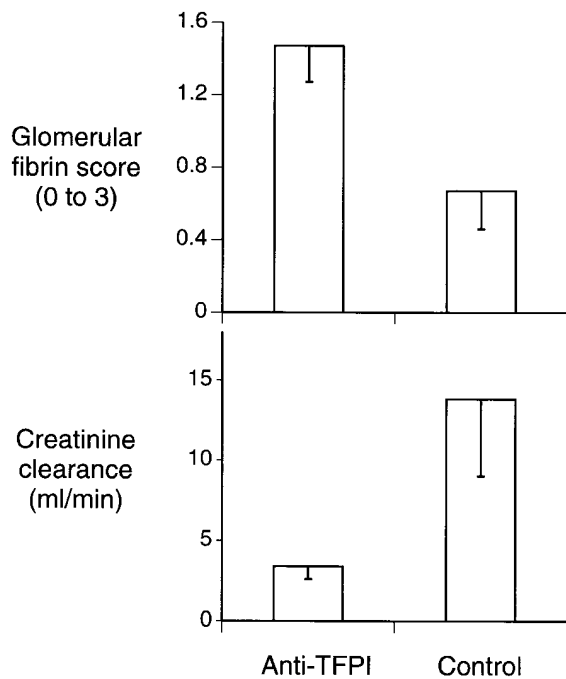 1.6
1.2
Glomerular
fibrin score
(0 to 3)
0.8
0.4
0
15
Creatinine
clearance
(ml/min)
10
5
0
Anti-TFPI Control